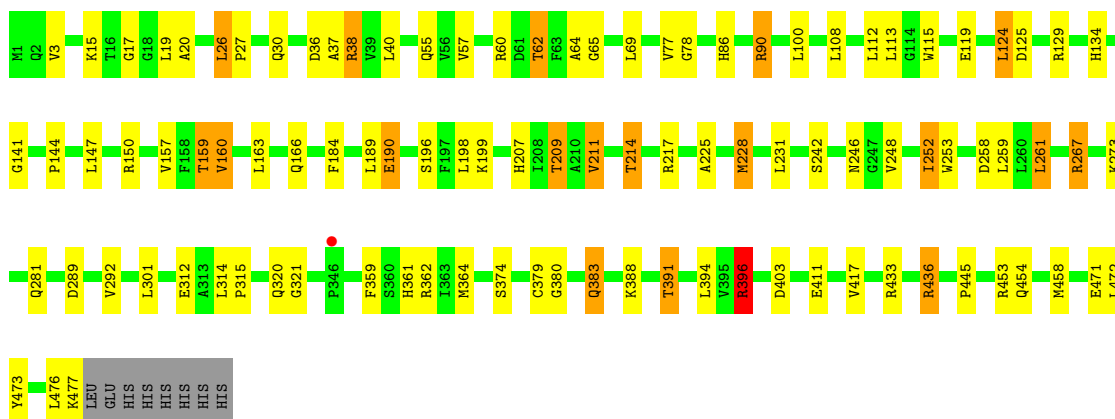 M1 Q2 V3 K15 T16 G17 G18 L19 A20 L26 P27 Q30 D36 A37 R38 V39 L40 Q55 V56 V57 R60 D61 T62 F63 A64 G65 L69 V77 G78 H86 R90 L100 L108 L112 L113 G114 W115 E119 L124 D125 R129 H134
G141 P144 L147 R150 V157 F158 T159 V160 L163 Q166 F184 L189 E190 S196 F197 L198 K199 H207 I208 T209 A210 V211 T214 R217 A225 M228 L231 S242 N246 G247 V248 I252 W253 D258 L259 L260 L261 R267 K273
Q281 D289 V292 L301 E312 A313 L314 P315 Q320 G321 P346 F359 S360 H361 R362 I363 M364 S374 C379 G380 Q383 K388 T391 L394 V395 R396 D403 E411 V417 R433 R436 P445 R453 Q454 M458 E471 L472
Y473 L476 K477 LEU GLU HIS HIS HIS HIS HIS HIS